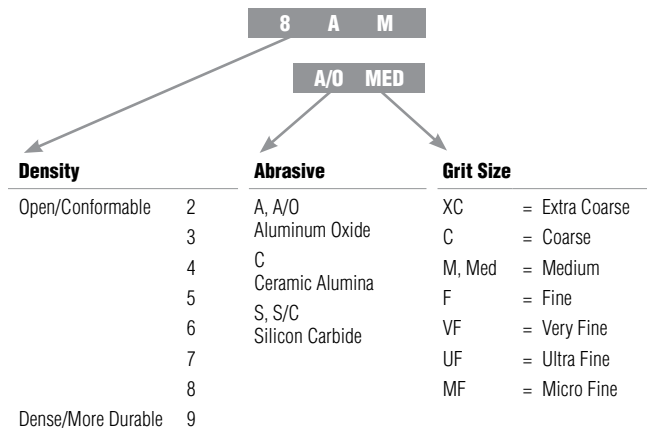 8 A M
A/O MED
Density
Open/Conformable 2
3
4
5
6
7
8
Dense/More Durable 9
Abrasive
A, A/O
Aluminum Oxide
C
Ceramic Alumina
S, S/C
Silicon Carbide
Grit Size
XC = Extra Coarse
C = Coarse
M, Med = Medium
F = Fine
VF = Very Fine
UF = Ultra Fine
MF = Micro Fine